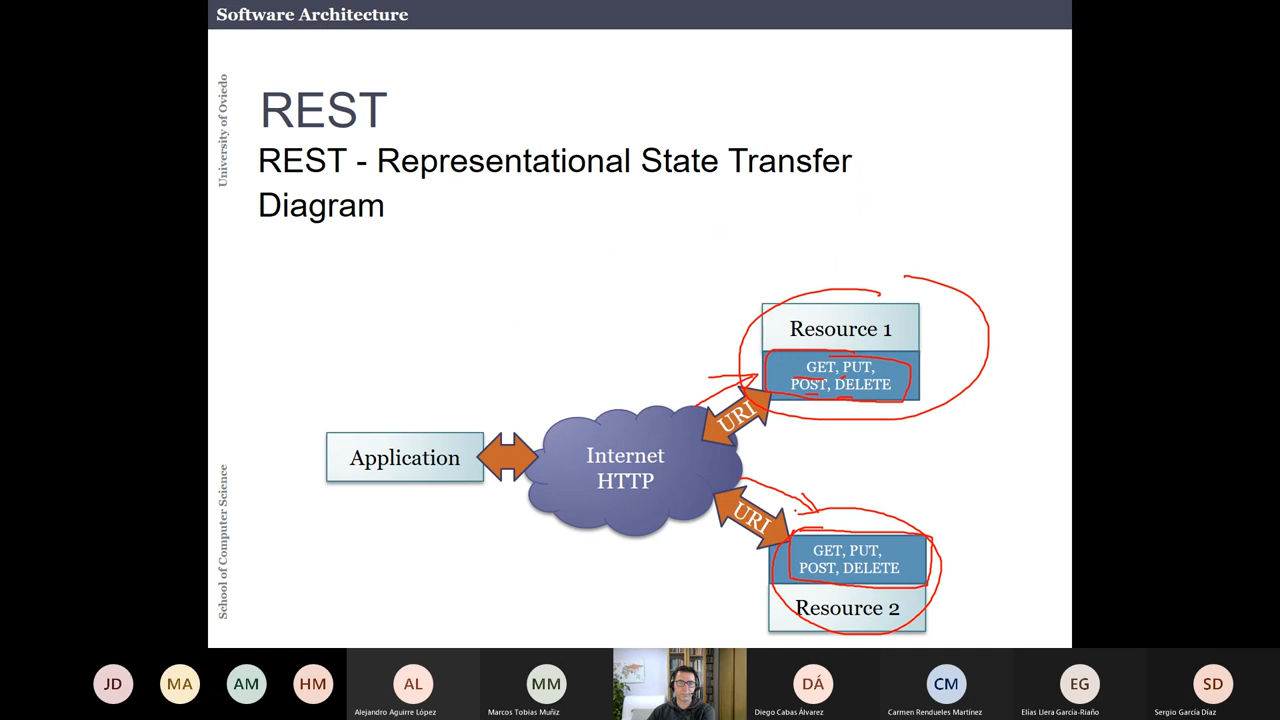 Software Architecture
University of Oviedo
School of Computer Science
REST
REST - Representational State Transfer
Diagram
Resource 1
GET, PUT,
POST, DELETE
URI
Application
Internet
HTTP
URI
GET, PUT,
POST, DELETE
Resource 2
JD
MA
AM
HM
AL
Alejandro Aguirre López
MM
Marcos Tobias Muñiz
DÁ
Diego Cabas Álvarez
CM
Carmen Rendueles Martínez
EG
Elías Llera García-Riaño
SD
Sergio García Díaz